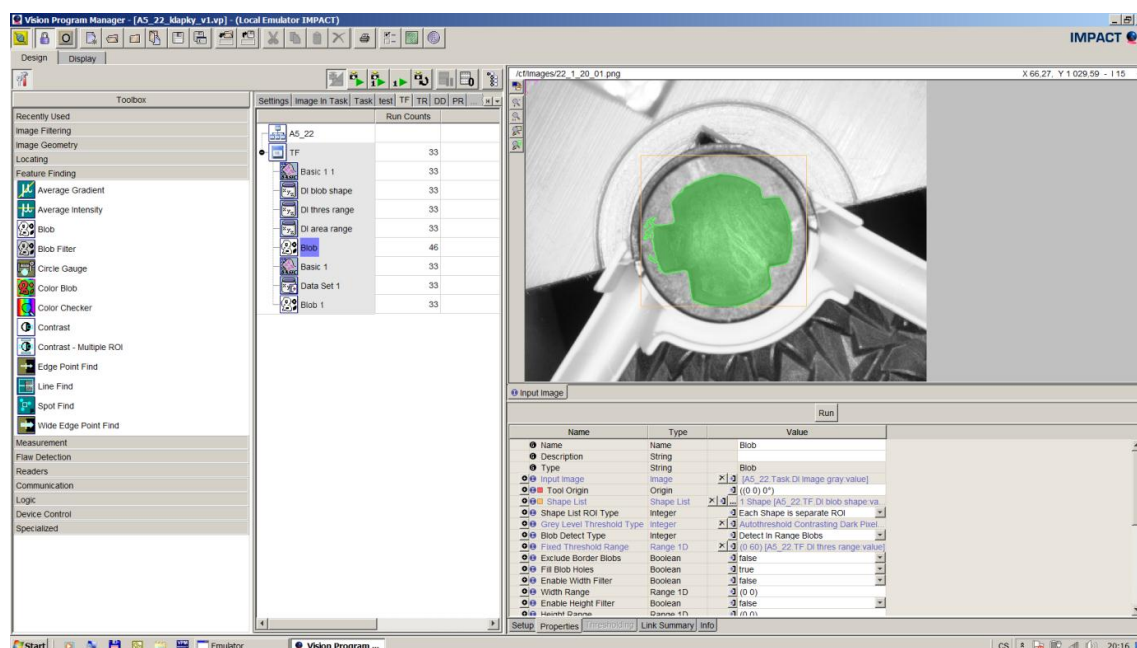 Vision Program Manager - [A5_22_klapky_v1.vp] - (Local Emulator IMPACT)
IMPACT
Design Display
/cf/images/22_1_20_01.png X 66,27, Y 1 029,59 - I 15
Toolbox
Settings Image In Task Task test TF TR DD PR ...
Recently Used
Image Filtering
Image Geometry
Locating
Feature Finding
Average Gradient
Average Intensity
Blob
Blob Filter
Circle Gauge
Color Blob
Color Checker
Contrast
Contrast - Multiple ROI
Edge Point Find
Line Find
Spot Find
Wide Edge Point Find
Measurement
Flaw Detection
Readers
Communication
Logic
Device Control
Specialized
Run Counts
A5_22
TF 33
Basic 1 1 33
DI blob shape 33
DI thres range 33
DI area range 33
Blob 46
Basic 1 33
Data Set 1 33
Blob 1 33
Input Image
Run
Name Type Value
Name Name Blob
Description String
Type String Blob
Input Image Image [A5_22.Task.DI image gray.value]
Tool Origin Origin ((0 0) 0°)
Shape List Shape List ... 1 Shape [A5_22.TF.DI blob shape.va...
Shape List ROI Type Integer Each Shape is separate ROI
Grey Level Threshold Type Integer Autothreshold Contrasting Dark Pixel...
Blob Detect Type Integer Detect In Range Blobs
Fixed Threshold Range Range 1D (0 60) [A5_22.TF.DI thres range.value]
Exclude Border Blobs Boolean false
Fill Blob Holes Boolean true
Enable Width Filter Boolean false
Width Range Range 1D (0 0)
Enable Height Filter Boolean false
Height Range Range 1D (0 0)
Setup Properties Thresholding Link Summary Info
Start Emulator Vision Program ... CS 20:16